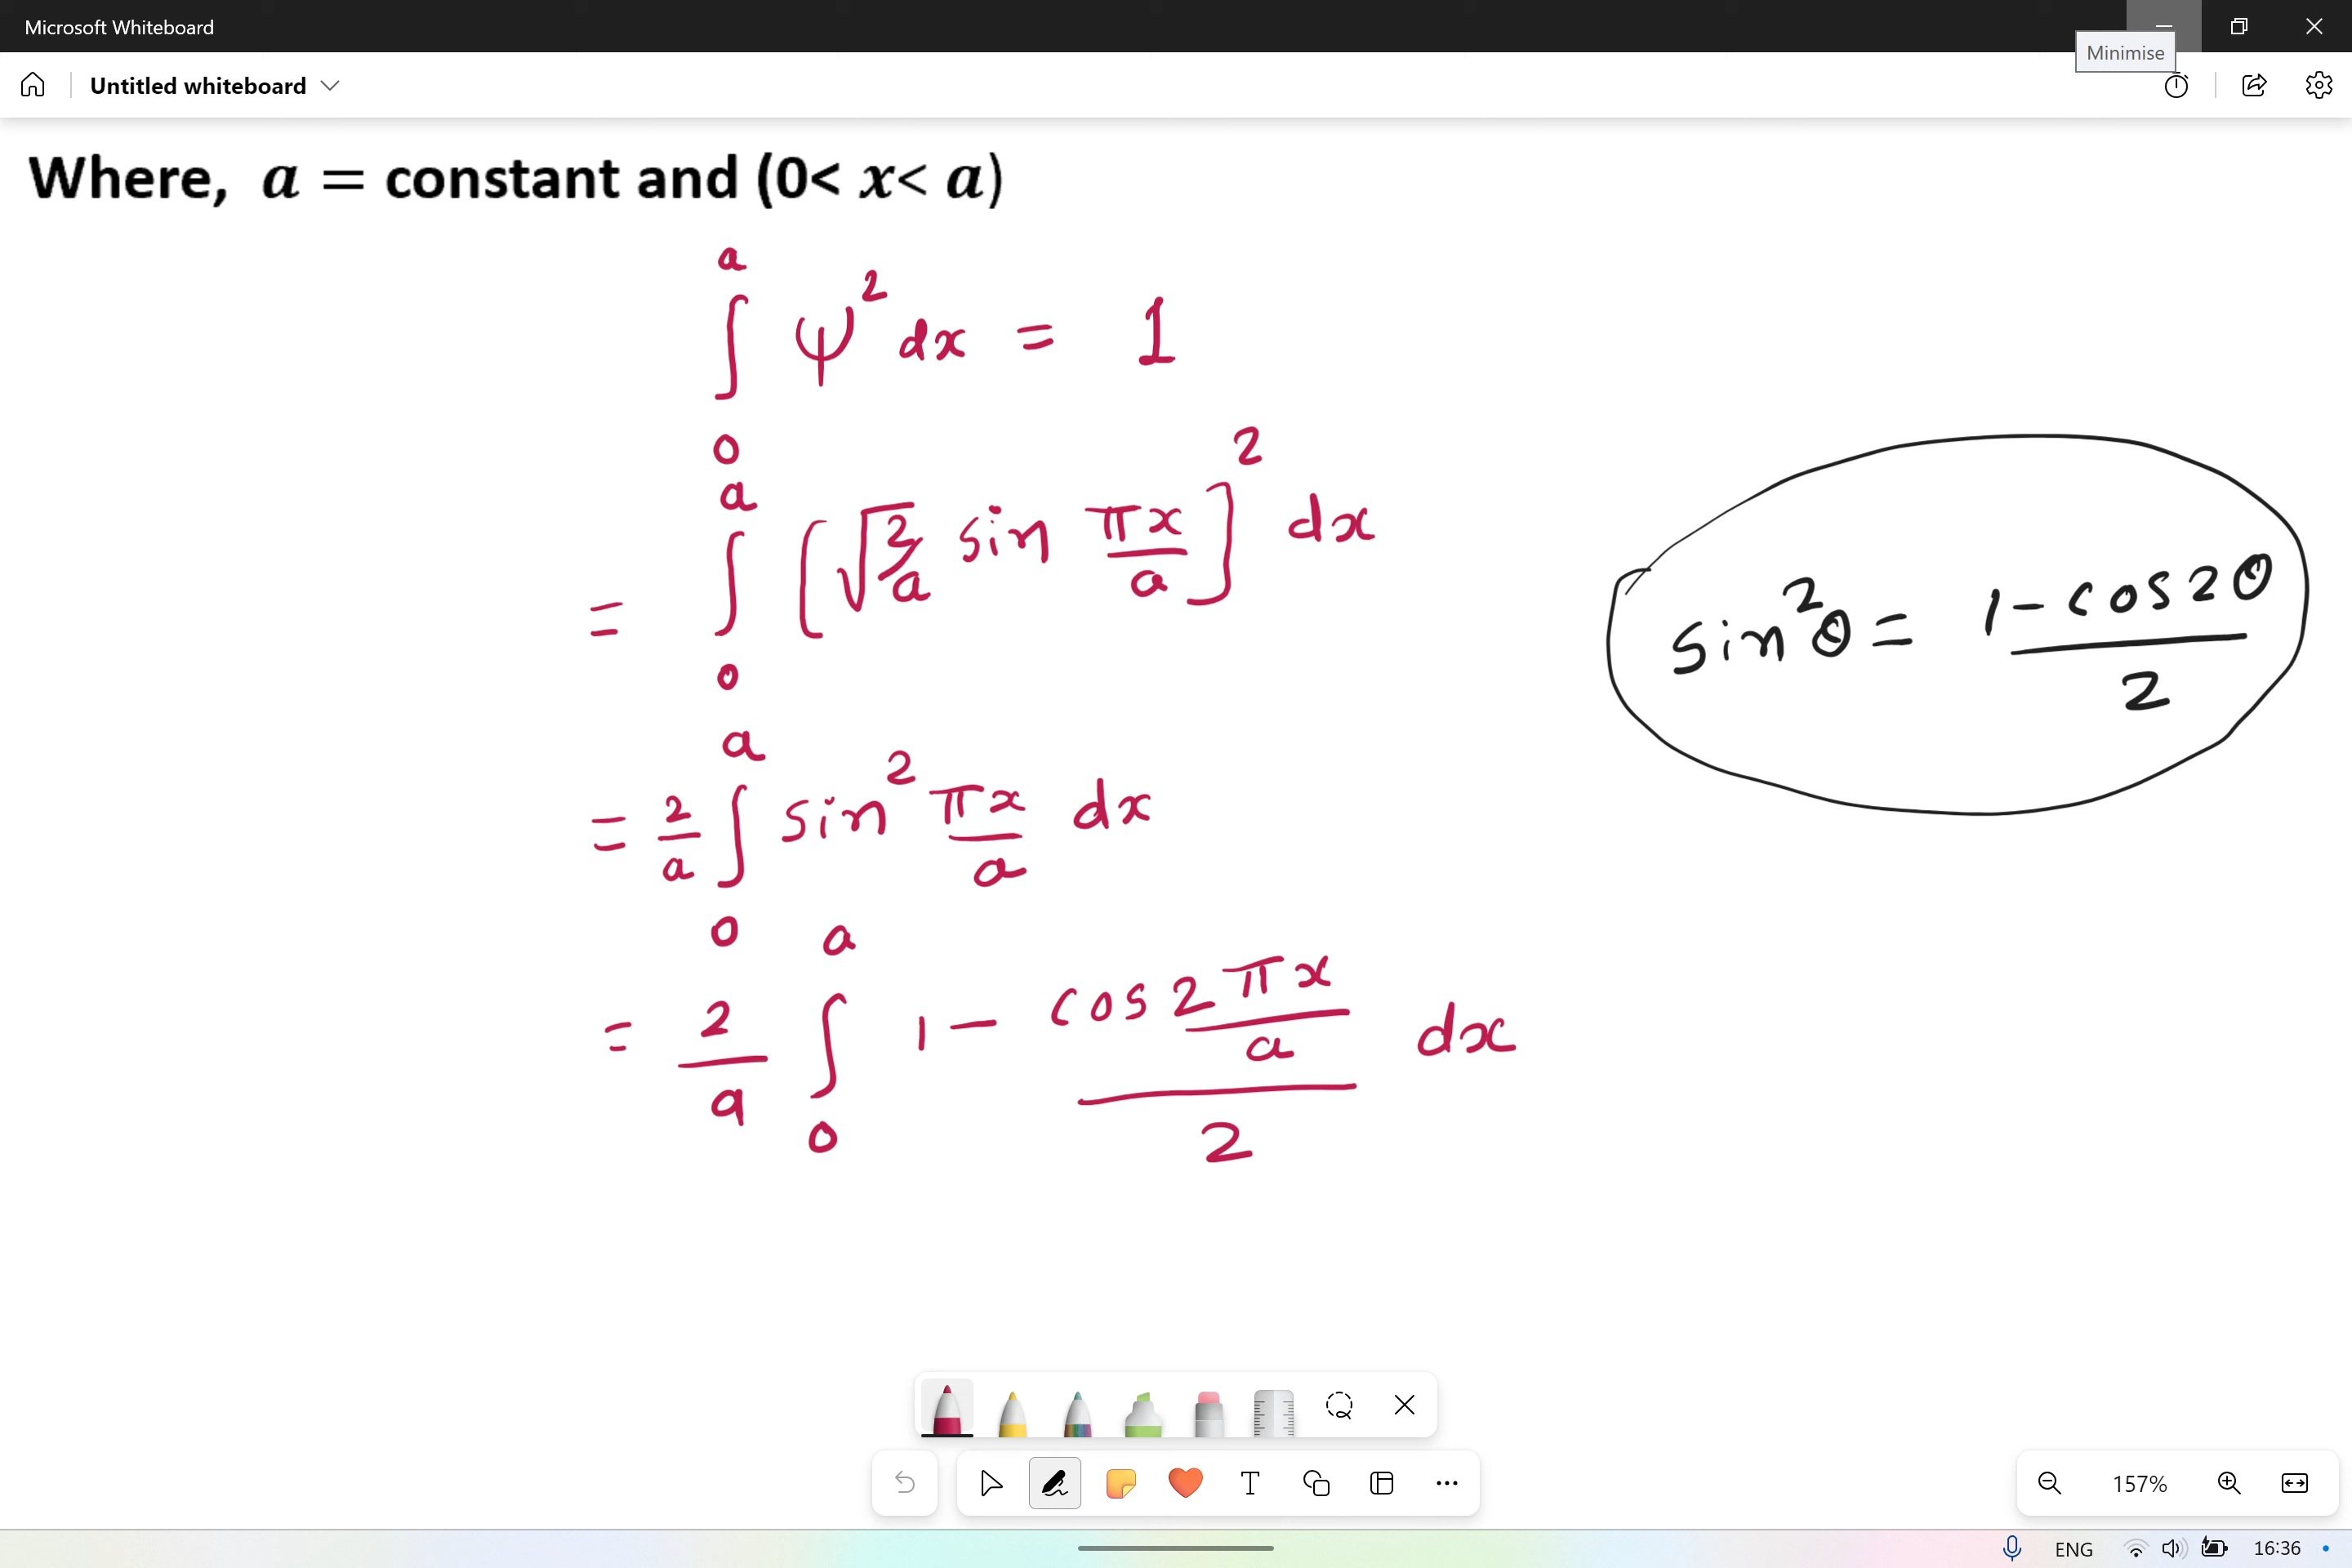 Microsoft Whiteboard
Minimise
Untitled whiteboard
Where, a = constant and (0< x< a)
∫₀ᵃ ψ² dx = 1
= ∫₀ᵃ [√2/a sin πx/a]² dx
sin²θ = 1 - cos2θ / 2
= 2/a ∫₀ᵃ sin² πx/a dx
= 2/a ∫₀ᵃ 1 - cos 2πx/a / 2 dx
157%
ENG
16:36